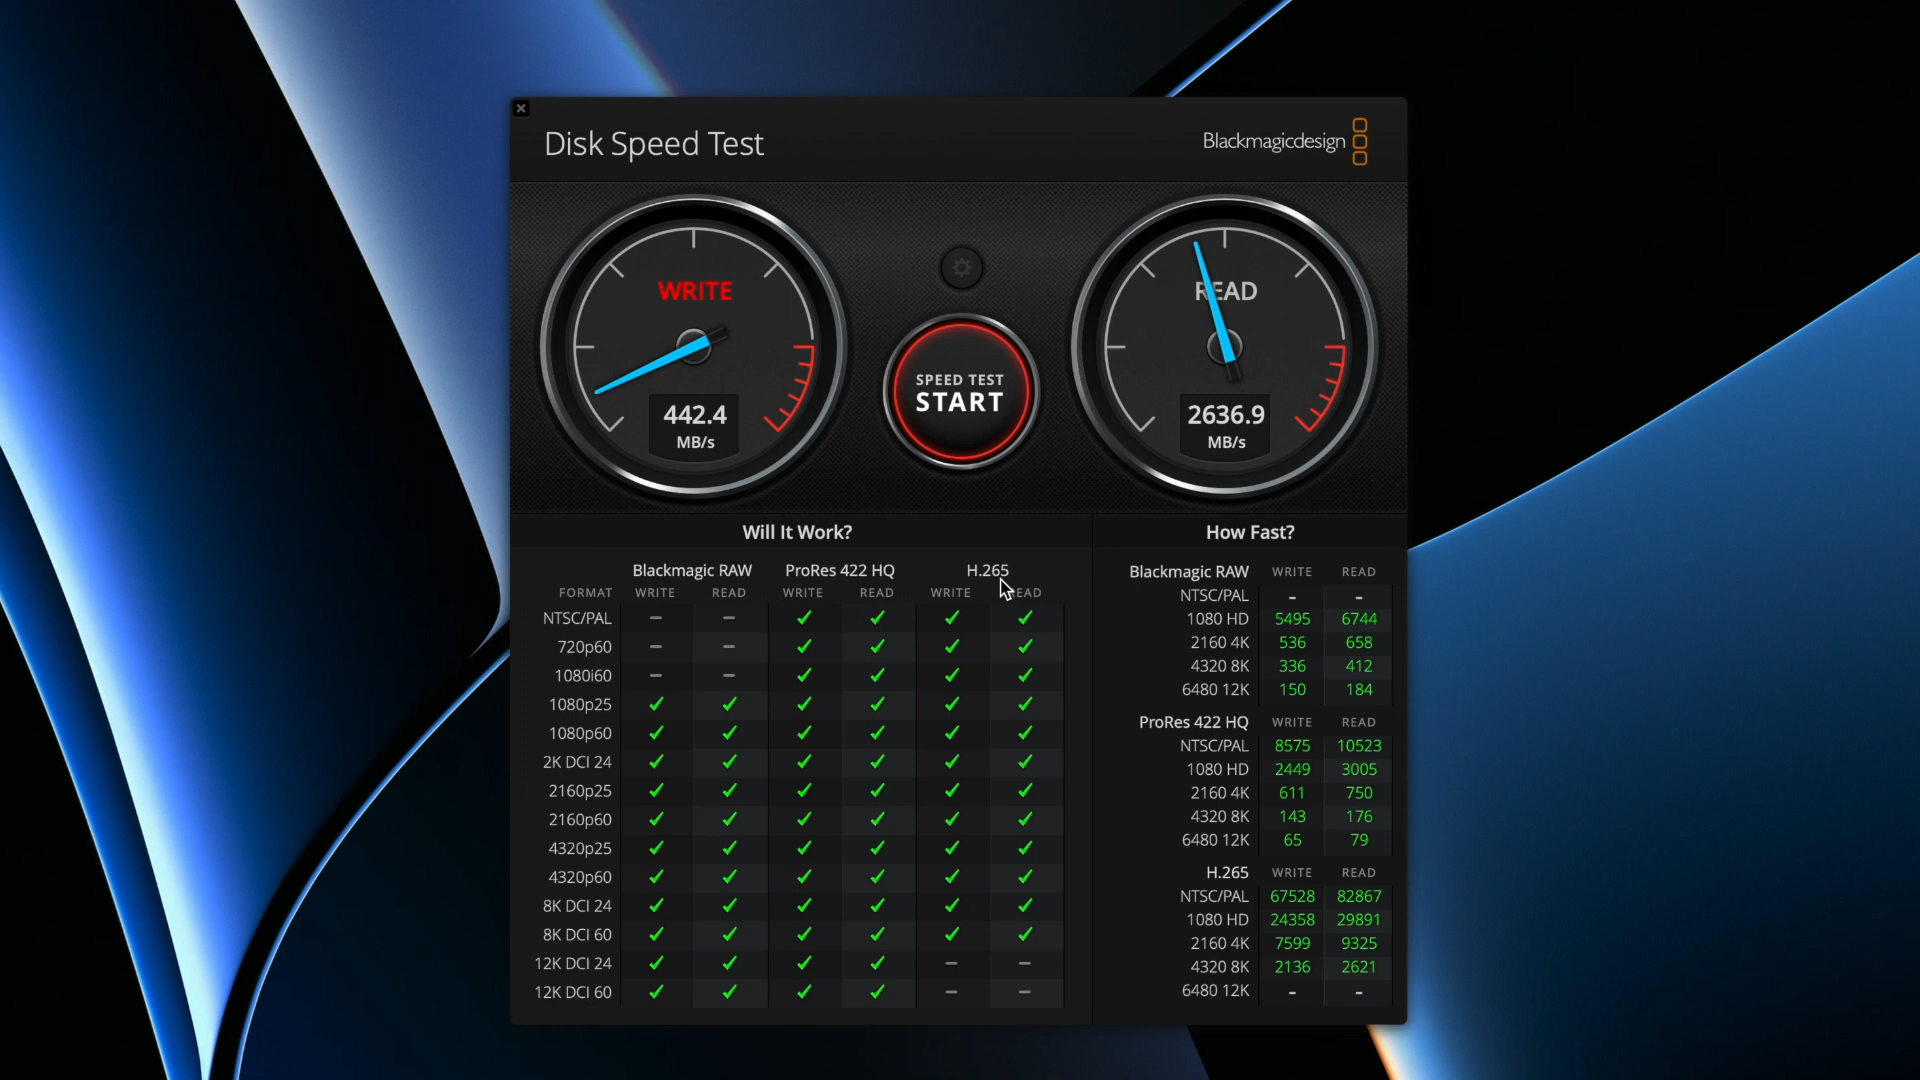 Disk Speed Test
Blackmagicdesign
WRITE
442.4
MB/s
SPEED TEST
START
READ
2636.9
MB/s
Will It Work?
Blackmagic RAW ProRes 422 HQ H.265
FORMAT WRITE READ WRITE READ WRITE READ
NTSC/PAL – – ✓ ✓ ✓ ✓
720p60 – – ✓ ✓ ✓ ✓
1080i60 – – ✓ ✓ ✓ ✓
1080p25 ✓ ✓ ✓ ✓ ✓ ✓
1080p60 ✓ ✓ ✓ ✓ ✓ ✓
2K DCI 24 ✓ ✓ ✓ ✓ ✓ ✓
2160p25 ✓ ✓ ✓ ✓ ✓ ✓
2160p60 ✓ ✓ ✓ ✓ ✓ ✓
4320p25 ✓ ✓ ✓ ✓ ✓ ✓
4320p60 ✓ ✓ ✓ ✓ ✓ ✓
8K DCI 24 ✓ ✓ ✓ ✓ ✓ ✓
8K DCI 60 ✓ ✓ ✓ ✓ ✓ ✓
12K DCI 24 ✓ ✓ ✓ ✓ – –
12K DCI 60 ✓ ✓ ✓ ✓ – –
How Fast?
Blackmagic RAW WRITE READ
NTSC/PAL - -
1080 HD 5495 6744
2160 4K 536 658
4320 8K 336 412
6480 12K 150 184
ProRes 422 HQ WRITE READ
NTSC/PAL 8575 10523
1080 HD 2449 3005
2160 4K 611 750
4320 8K 143 176
6480 12K 65 79
H.265 WRITE READ
NTSC/PAL 67528 82867
1080 HD 24358 29891
2160 4K 7599 9325
4320 8K 2136 2621
6480 12K - -